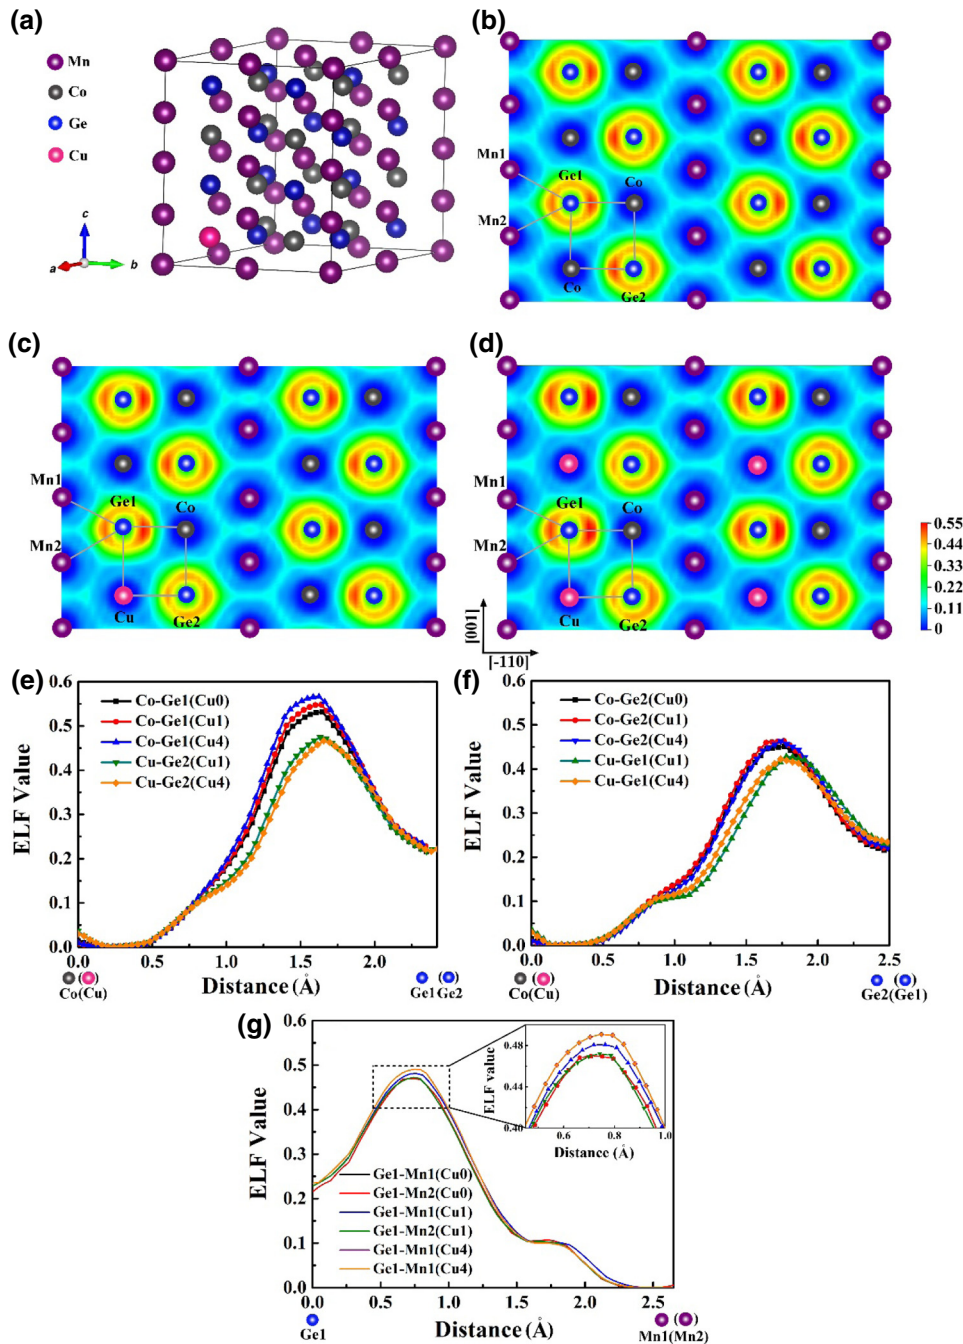 (a)
Mn
Co
Ge
Cu
c
a
b
(b)
Mn1
Ge1
Co
Mn2
Co
Ge2
(c)
Mn1
Ge1
Co
Mn2
Cu
Ge2
(d)
Mn1
Ge1
Co
Mn2
Cu
Ge2
0.55
0.44
0.33
0.22
0.11
0
[001]
[-110]
(e)
ELF Value
0.6
0.5
0.4
0.3
0.2
0.1
0.0
Co-Ge1(Cu0)
Co-Ge1(Cu1)
Co-Ge1(Cu4)
Cu-Ge2(Cu1)
Cu-Ge2(Cu4)
0.0 0.5 1.0 1.5 2.0
Distance (Å)
( )
Co(Cu)
( )
Ge1 Ge2
(f)
ELF Value
0.6
0.5
0.4
0.3
0.2
0.1
0.0
Co-Ge2(Cu0)
Co-Ge2(Cu1)
Co-Ge2(Cu4)
Cu-Ge1(Cu1)
Cu-Ge1(Cu4)
0.0 0.5 1.0 1.5 2.0 2.5
Distance (Å)
( )
Co(Cu)
( )
Ge2(Ge1)
(g)
ELF Value
0.6
0.5
0.4
0.3
0.2
0.1
0.0
Ge1-Mn1(Cu0)
Ge1-Mn2(Cu0)
Ge1-Mn1(Cu1)
Ge1-Mn2(Cu1)
Ge1-Mn1(Cu4)
Ge1-Mn1(Cu4)
ELF value
0.48
0.44
0.40
0.6 0.8 1.0
Distance (Å)
0.0 0.5 1.0 1.5 2.0 2.5
Distance (Å)
Ge1
( )
Mn1(Mn2)